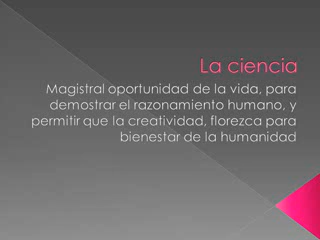 La ciencia
Magistral oportunidad de la vida, para
demostrar el razonamiento humano, y
permitir que la creatividad, florezca para
bienestar de la humanidad